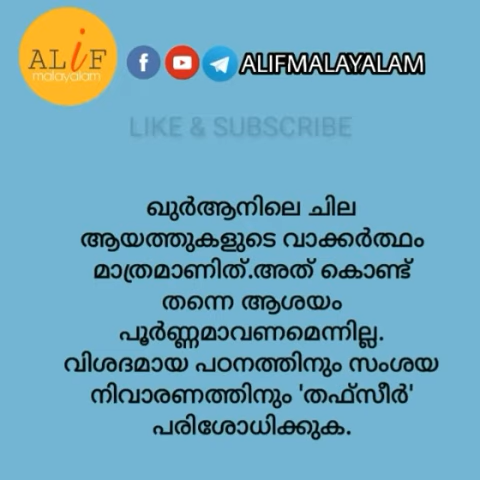 ALiF
malayalam
ALIFMALAYALAM
LIKE & SUBSCRIBE
ഖുർആനിലെ ചില
ആയത്തുകളുടെ വാക്കർത്ഥം
മാത്രമാണിത്.അത് കൊണ്ട്
തന്നെ ആശയം
പൂർണ്ണമാവണമെന്നില്ല.
വിശദമായ പഠനത്തിനും സംശയ
നിവാരണത്തിനും 'തഫ്സീർ'
പരിശോധിക്കുക.